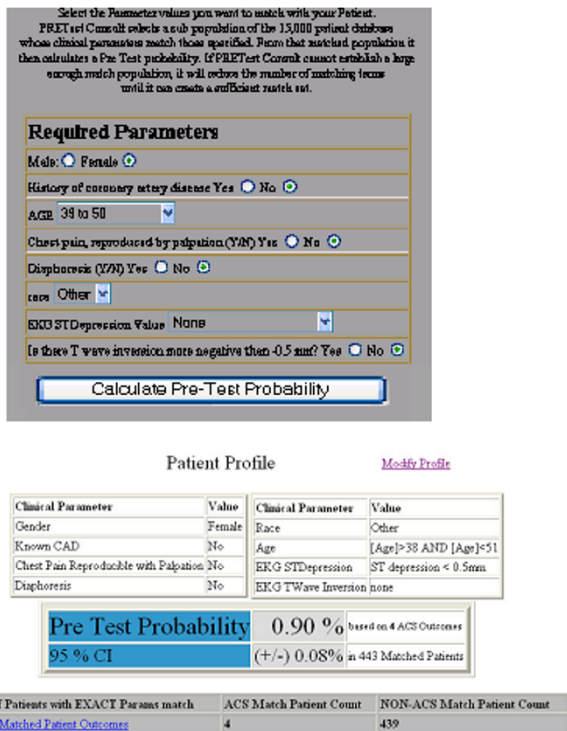 Select the Parameter values you want to match with your Patient.
PRETest Consult selects a sub population of the 15,000 patient database
whose clinical parameters match those specified. From that matched population it
then calculates a Pre Test probability. If PRETest Consult cannot establish a large
enough match population, it will reduce the number of matching items
until it can create a sufficient match set.
Required Parameters
Male: Female
History of coronary artery disease Yes No
AGE 39 to 50
Chest pain, reproduced by palpation (Y/N) Yes No
Diaphoresis (Y/N) Yes No
race Other
EKG ST Depression Value None
Is there T wave inversion more negative than -0.5 mm? Yes No
Calculate Pre-Test Probability
Patient Profile Modify Profile
Clinical Parameter Value Clinical Parameter Value
Gender Female Race Other
Known CAD No Age [Age]>38 AND [Age]<51
Chest Pain Reproducible with Palpation No EKG STDepression ST depression < 0.5mm
Diaphoresis No EKG TWave Inversion none
Pre Test Probability 0.90 % based on 4 ACS Outcomes
95 % CI (+/-) 0.08% in 443 Matched Patients
f Patients with EXACT Params match ACS Match Patient Count NON-ACS Match Patient Count
Matched Patient Outcomes 4 439